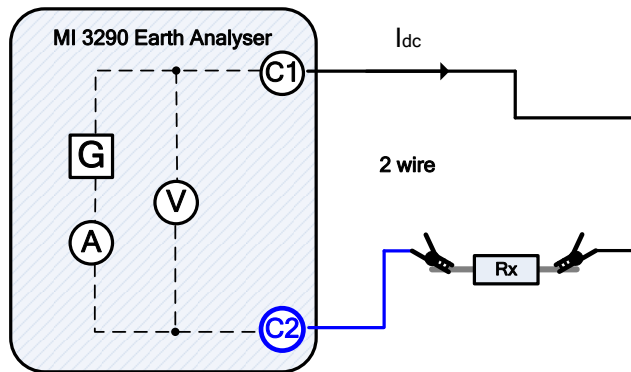 MI 3290 Earth Analyser
Idc
C1
G
2 wire
V
A
Rx
C2